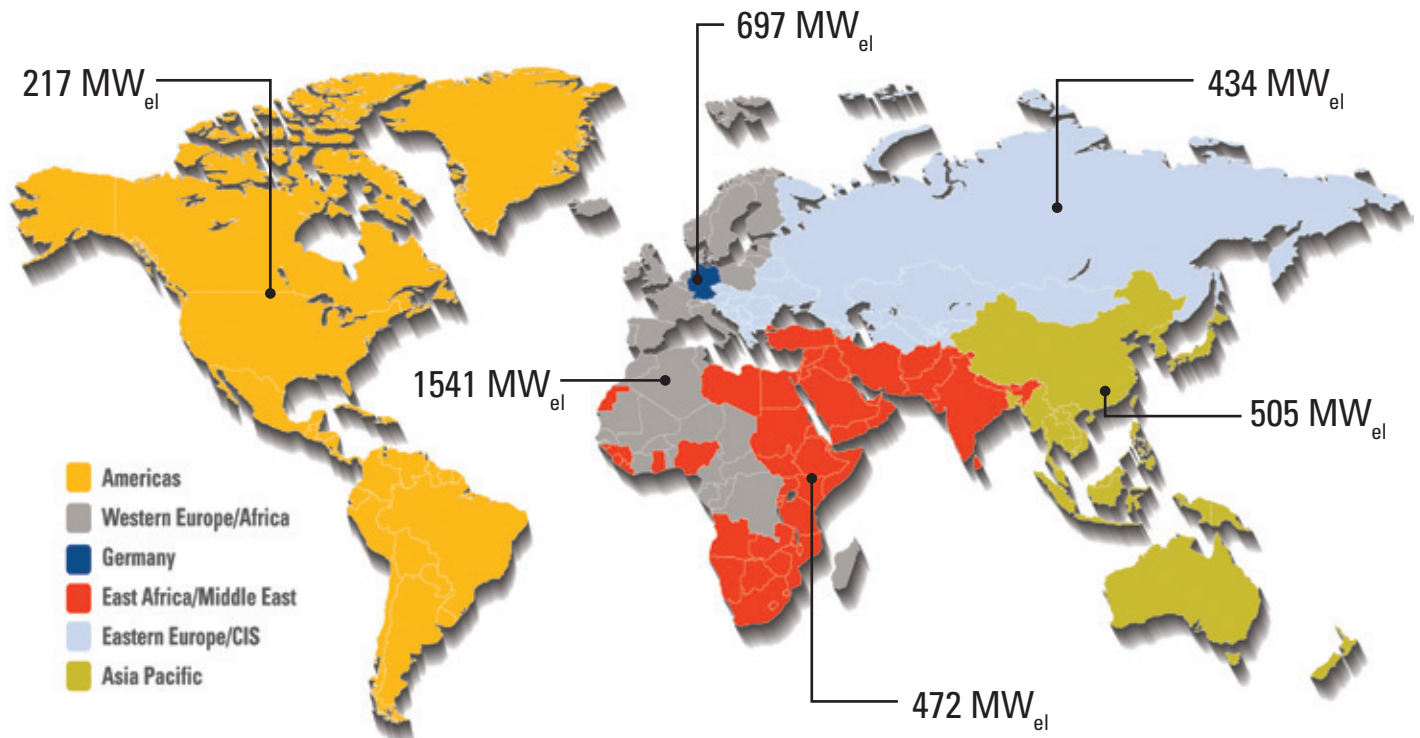 697 MWel
217 MWel
434 MWel
1541 MWel
505 MWel
Americas
Western Europe/Africa
Germany
East Africa/Middle East
Eastern Europe/CIS
Asia Pacific
472 MWel